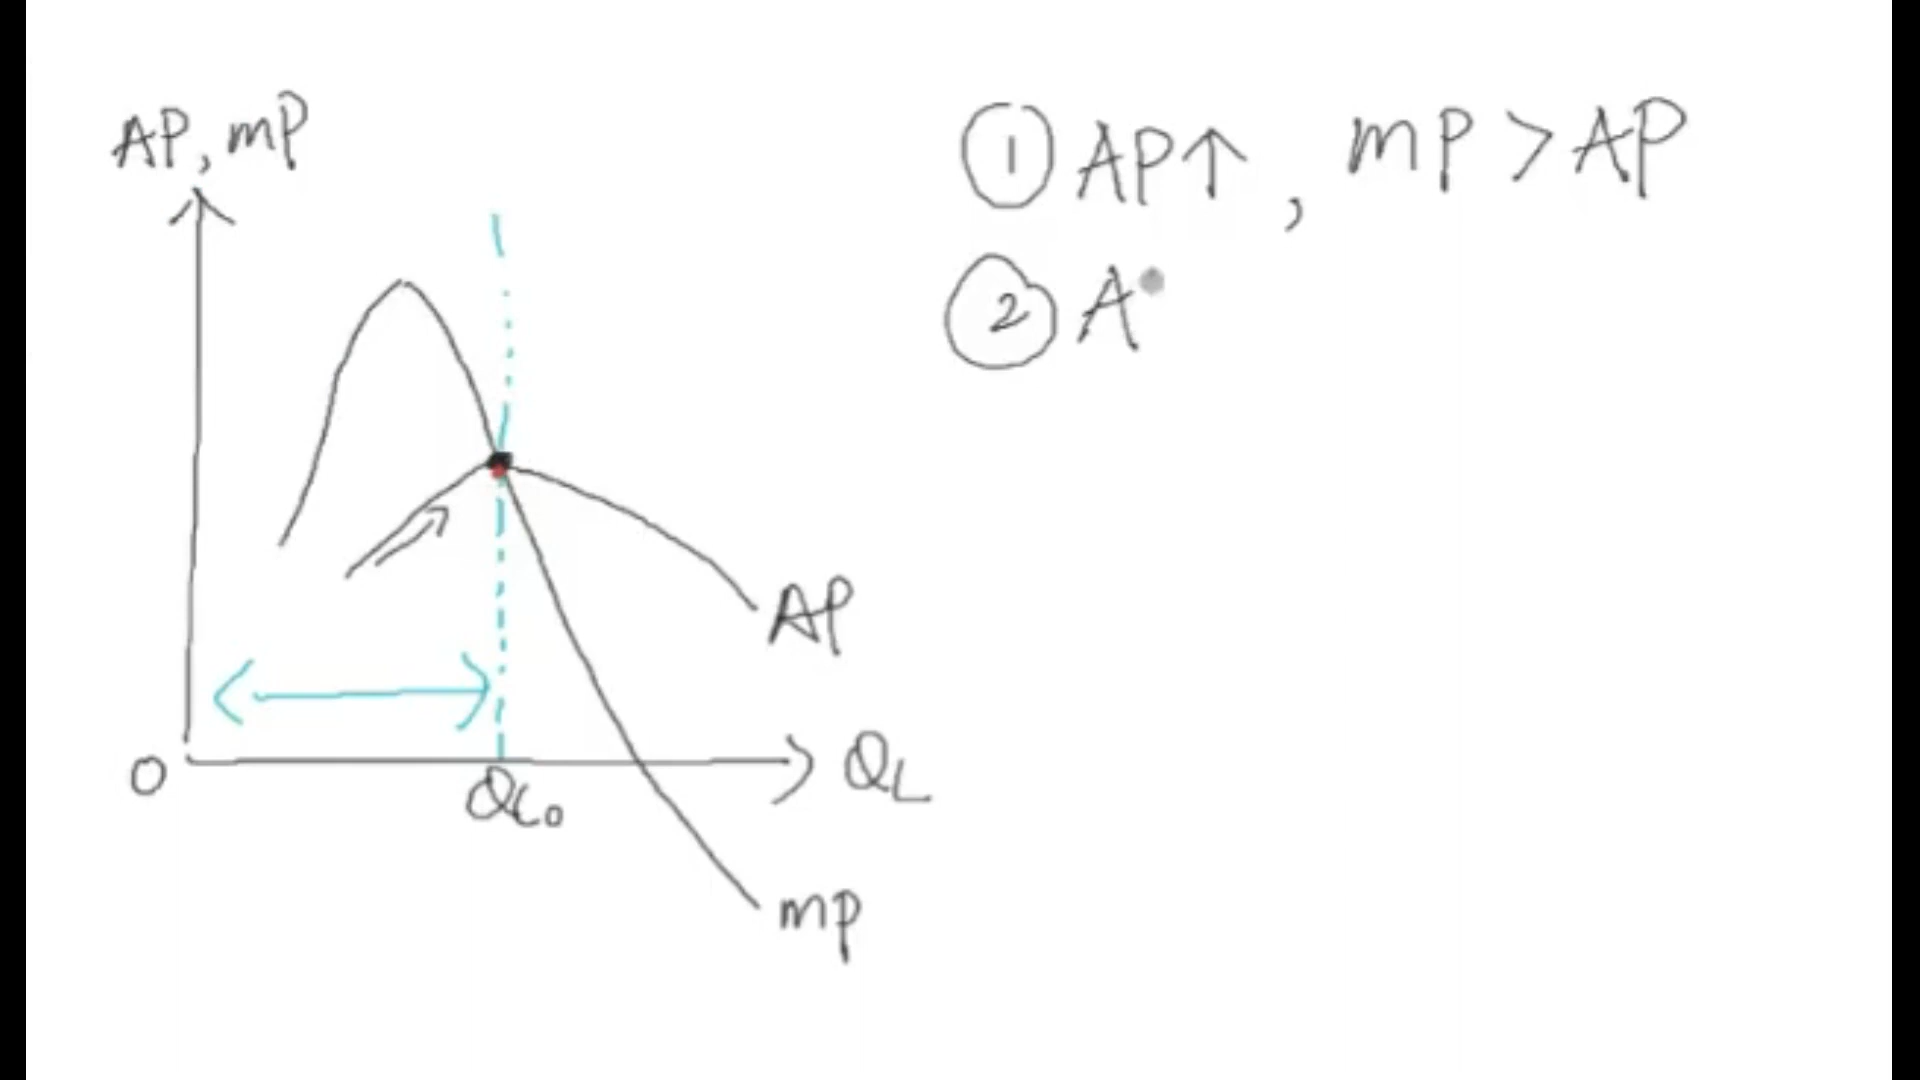 AP, mP
① AP↑, mP > AP
② A
AP
O
QL
QL0
mp